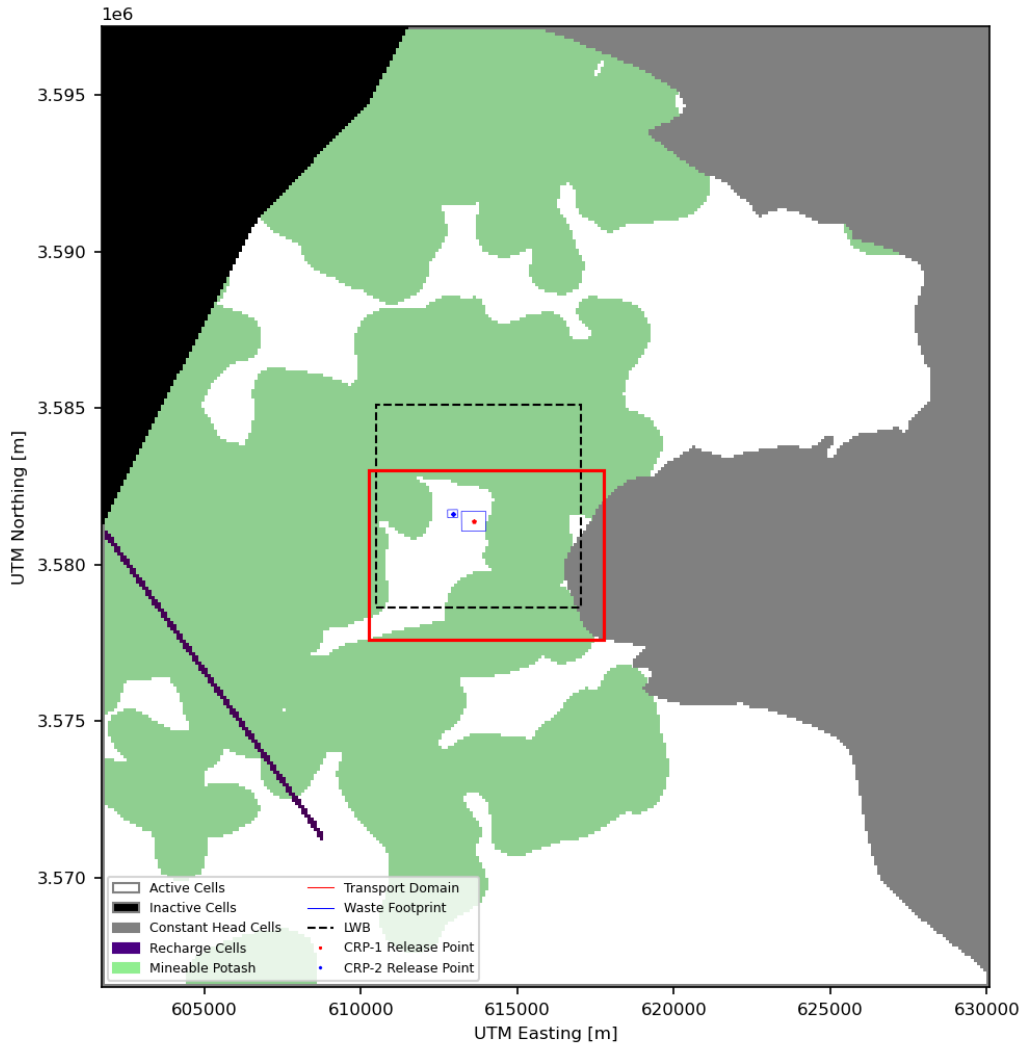 1e6
3.595
3.590
3.585
3.580
3.575
3.570
UTM Northing [m]
Active Cells
Inactive Cells
Constant Head Cells
Recharge Cells
Mineable Potash
Transport Domain
Waste Footprint
LWB
CRP-1 Release Point
CRP-2 Release Point
605000 610000 615000 620000 625000 630000
UTM Easting [m]